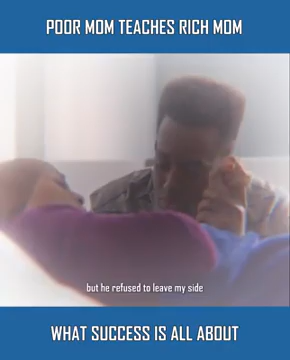 POOR MOM TEACHES RICH MOM
but he refused to leave my side
WHAT SUCCESS IS ALL ABOUT